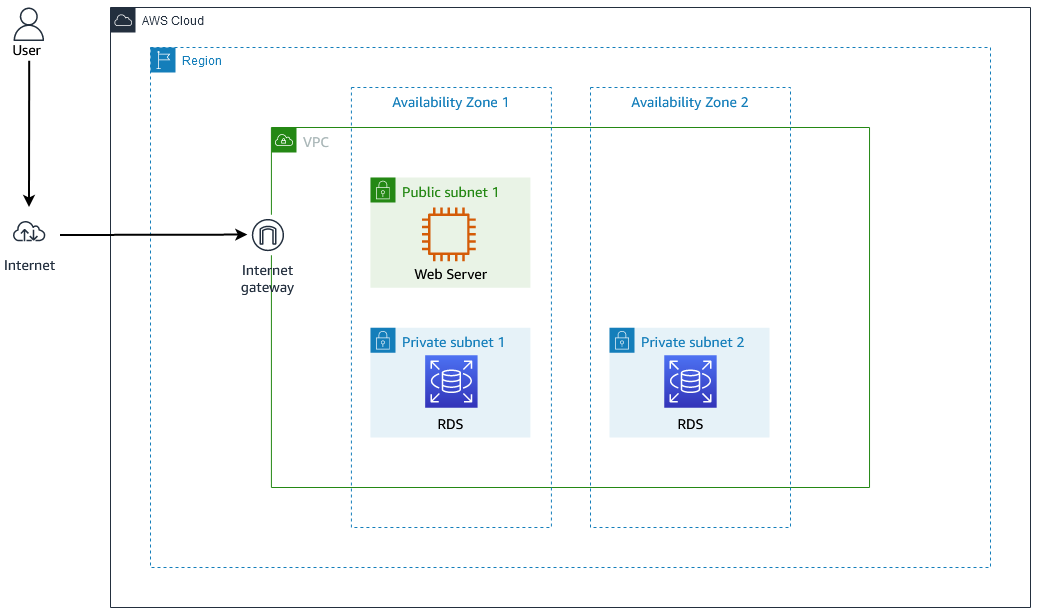 User
AWS Cloud
Region
Availability Zone 1
Availability Zone 2
VPC
Public subnet 1
Web Server
Internet
Internet
gateway
Private subnet 1
Private subnet 2
RDS
RDS